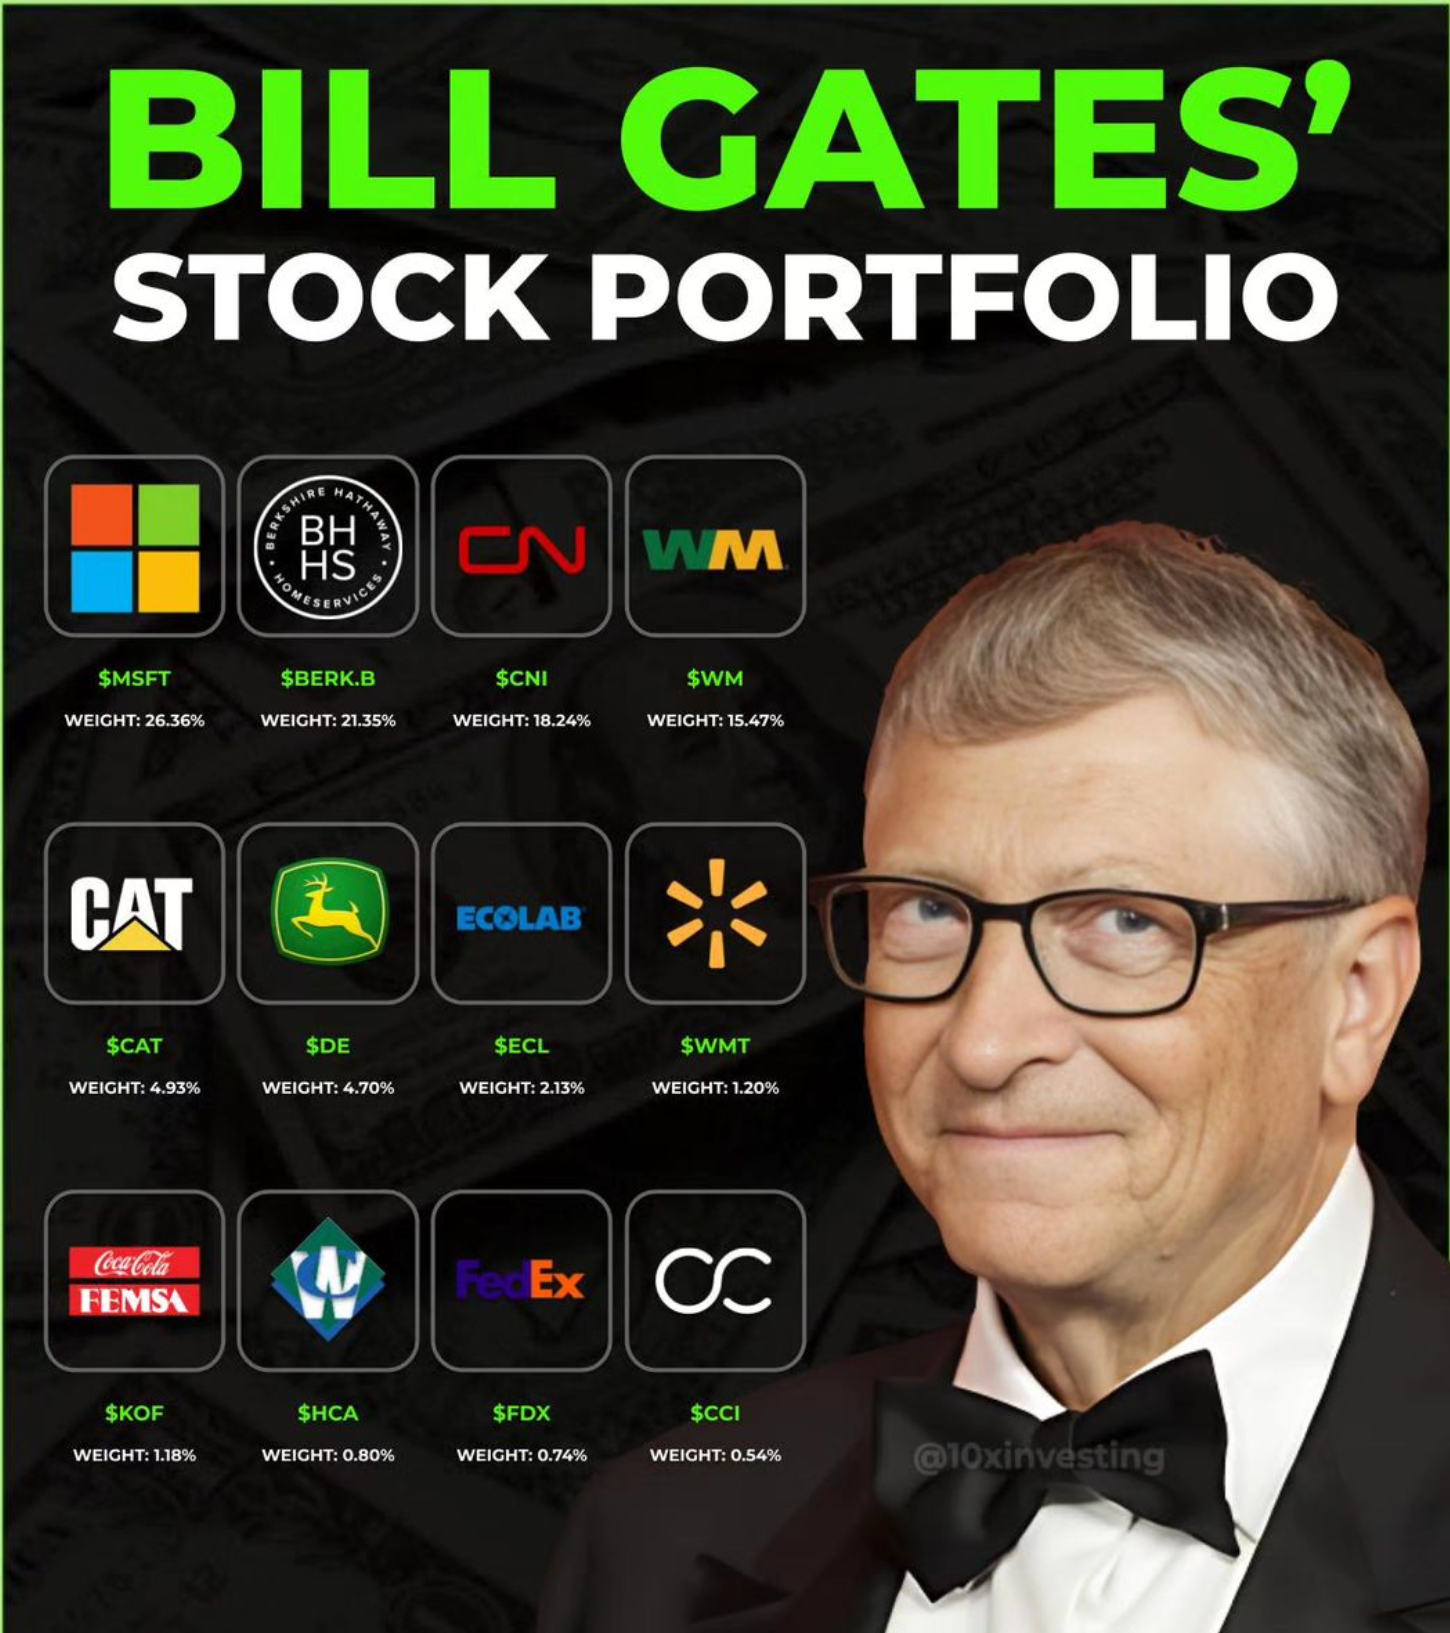 BILL GATES’
STOCK PORTFOLIO
BERKSHIRE HATHAWAY
BH
HS
HOMESERVICES
CN
WM
$MSFT
$BERK.B
$CNI
$WM
WEIGHT: 26.36%
WEIGHT: 21.35%
WEIGHT: 18.24%
WEIGHT: 15.47%
CAT
ECOLAB
$CAT
$DE
$ECL
$WMT
WEIGHT: 4.93%
WEIGHT: 4.70%
WEIGHT: 2.13%
WEIGHT: 1.20%
Coca-Cola
FEMSA
WC
FedEx
CC
$KOF
$HCA
$FDX
$CCI
WEIGHT: 1.18%
WEIGHT: 0.80%
WEIGHT: 0.74%
WEIGHT: 0.54%
@10xinvesting